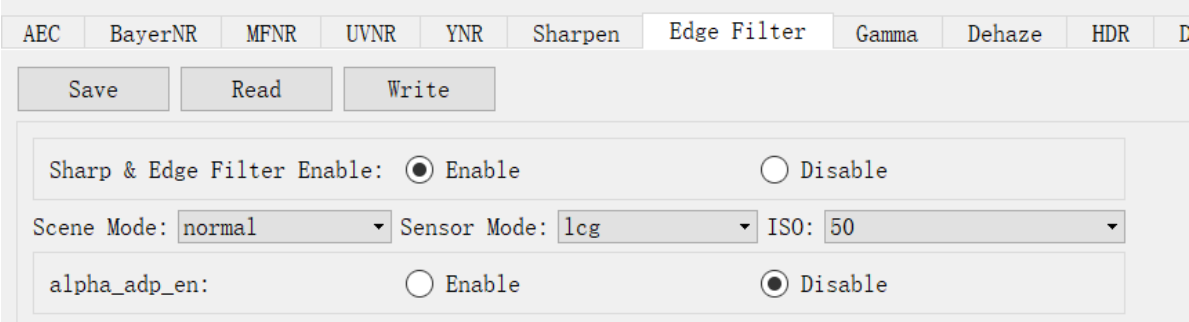 AEC BayerNR MFNR UVNR YNR Sharpen Edge Filter Gamma Dehaze HDR
Save Read Write
Sharp & Edge Filter Enable: Enable Disable
Scene Mode: normal Sensor Mode: lcg ISO: 50
alpha_adp_en: Enable Disable